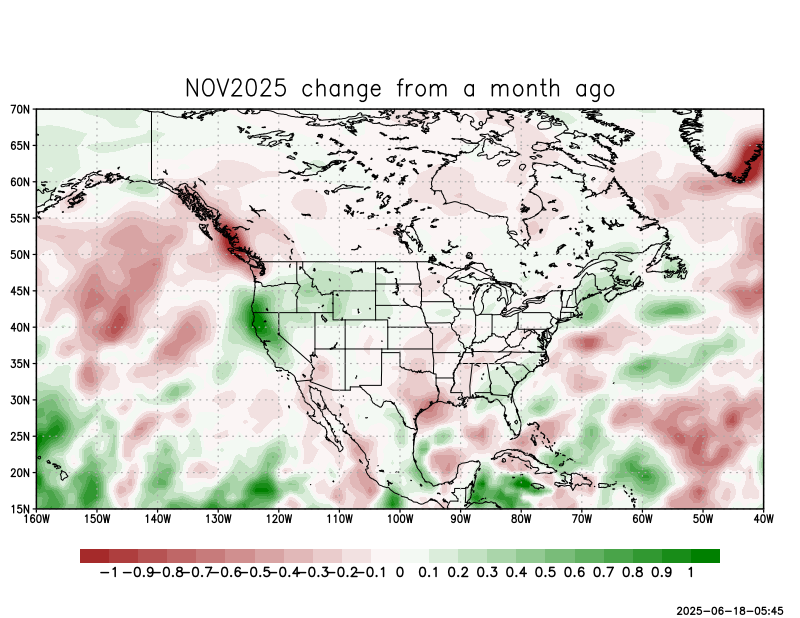 NOV2025 change from a month ago
70N
65N
60N
55N
50N
45N
40N
35N
30N
25N
20N
15N
160W 150W 140W 130W 120W 110W 100W 90W 80W 70W 60W 50W 40W
−1 −0.9 −0.8 −0.7 −0.6 −0.5 −0.4 −0.3 −0.2 −0.1 0 0.1 0.2 0.3 0.4 0.5 0.6 0.7 0.8 0.9 1
2025−06−18−05:45